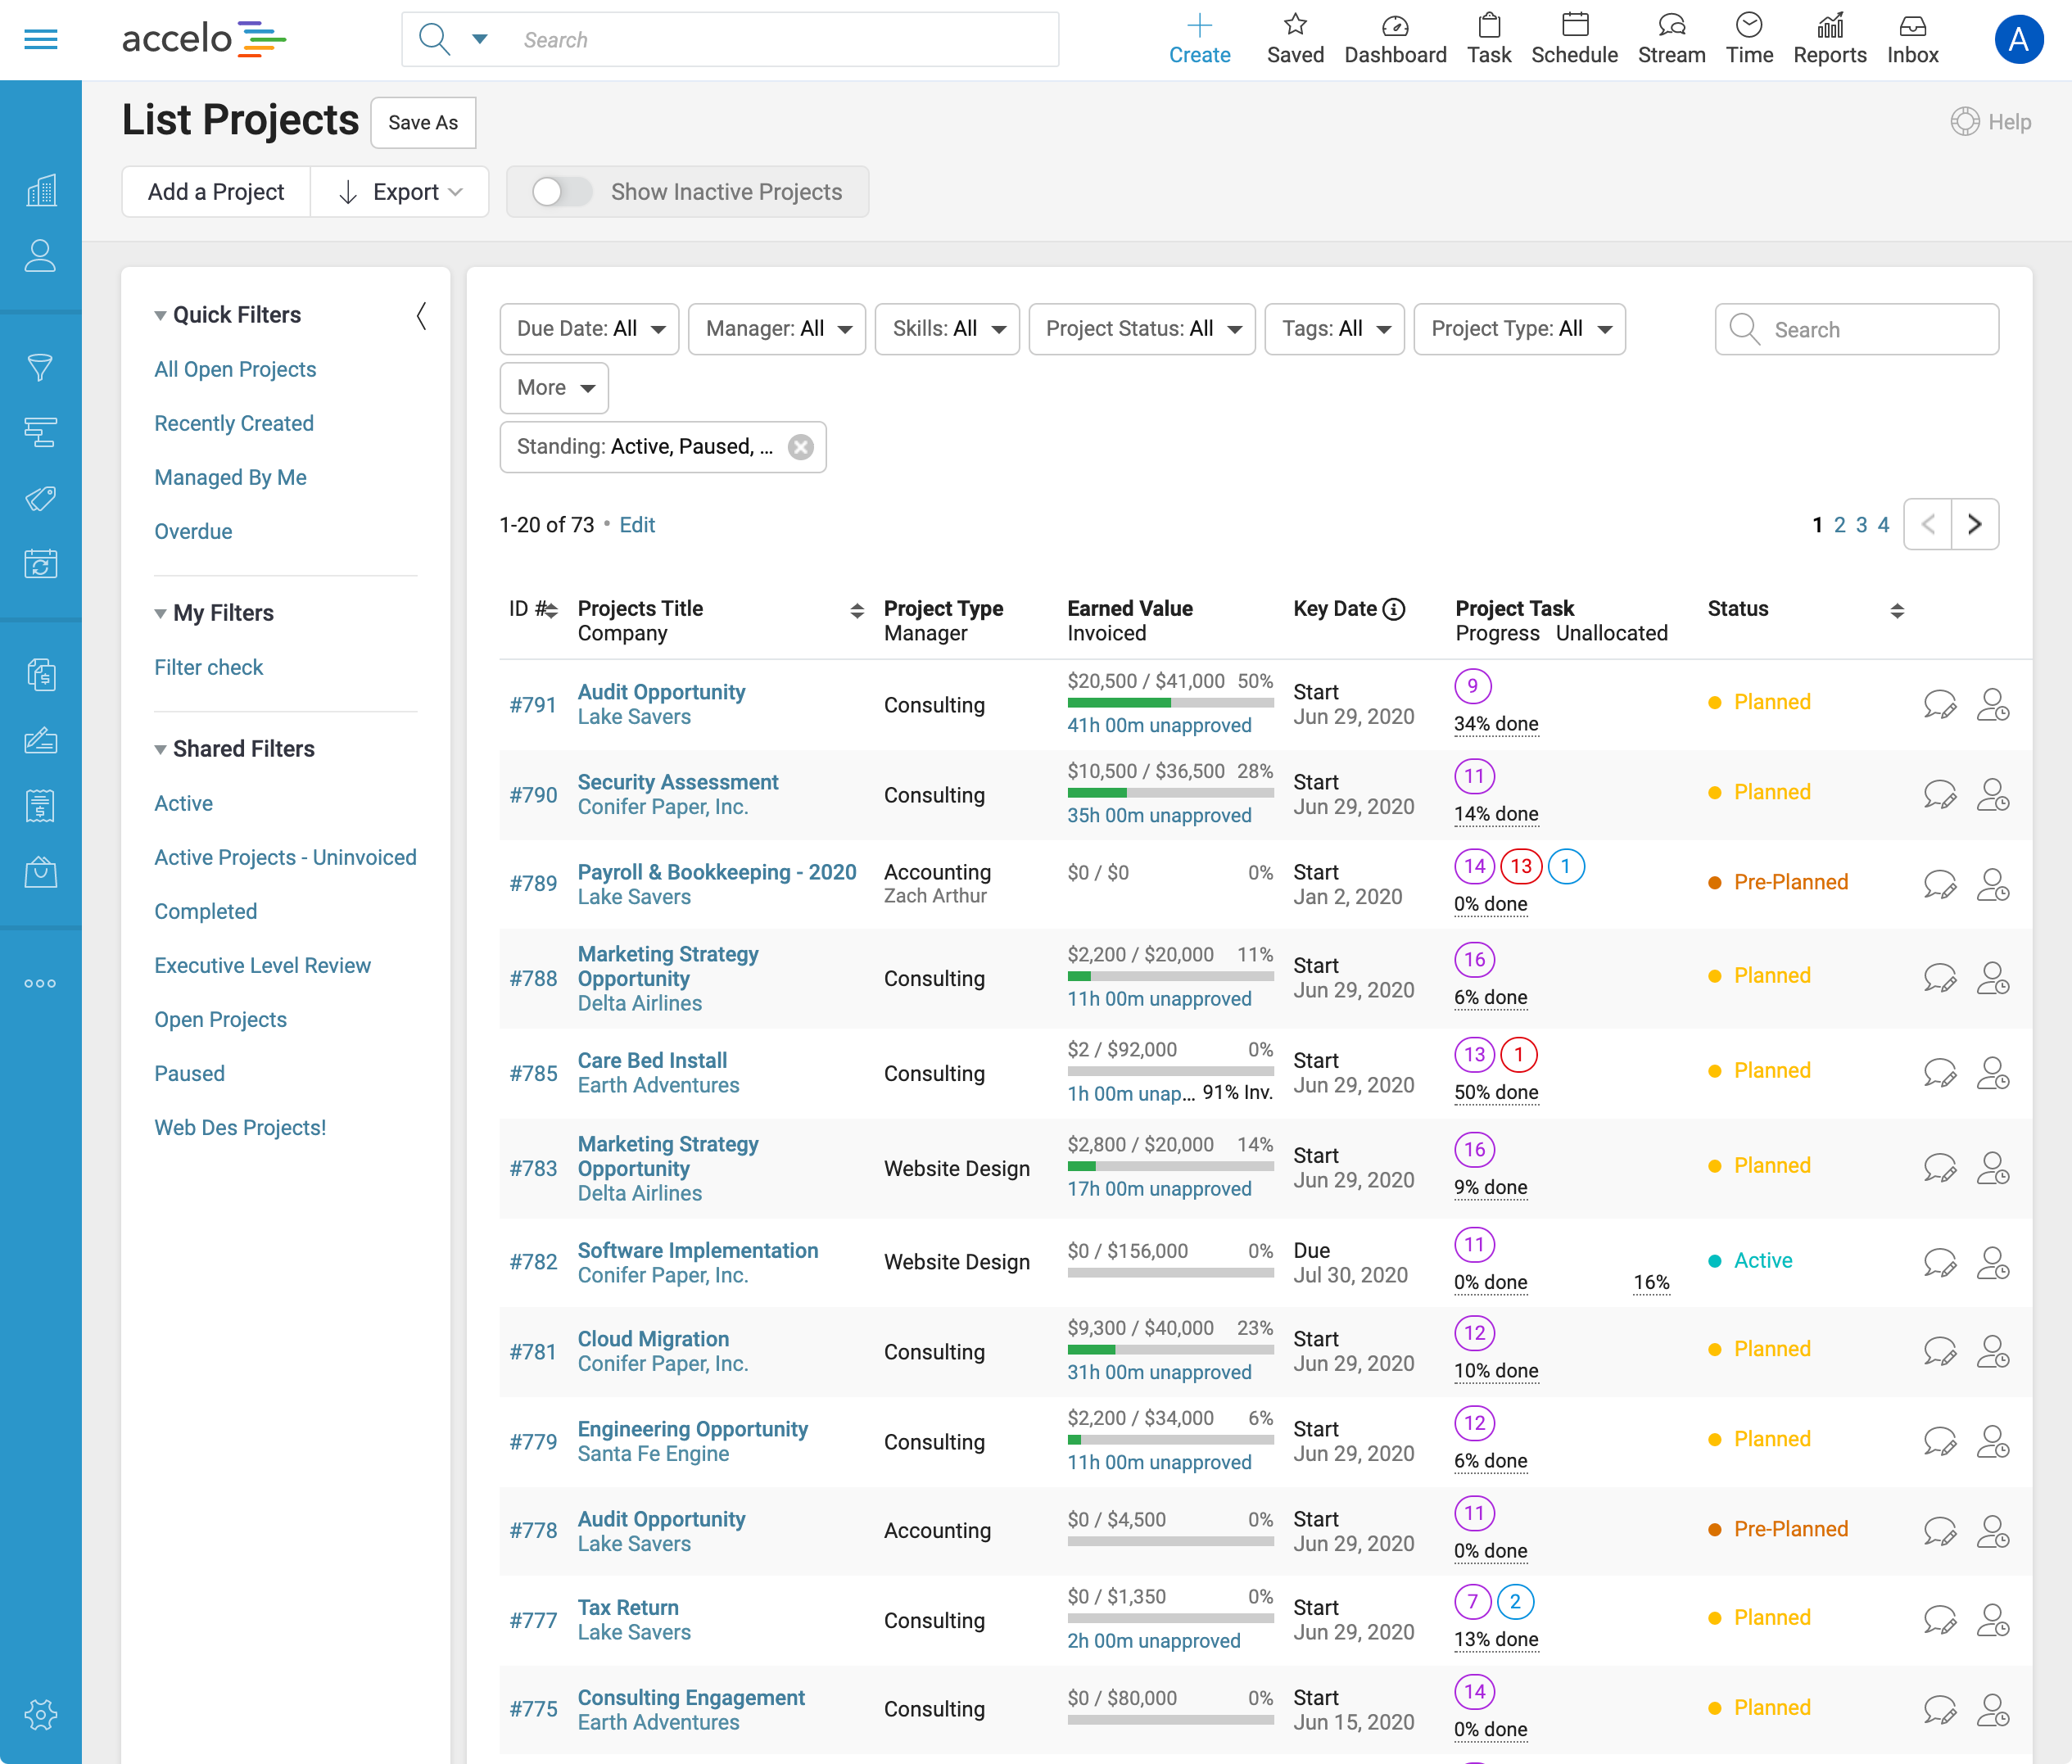 accelo
Search
Create
Saved
Dashboard
Task
Schedule
Stream
Time
Reports
Inbox
A
List Projects
Save As
Help
Add a Project
Export
Show Inactive Projects
Quick Filters
All Open Projects
Recently Created
Managed By Me
Overdue
My Filters
Filter check
Shared Filters
Active
Active Projects - Uninvoiced
Completed
Executive Level Review
Open Projects
Paused
Web Des Projects!
Due Date: All
Manager: All
Skills: All
Project Status: All
Tags: All
Project Type: All
Search
More
Standing: Active, Paused, ...
1-20 of 73 • Edit
1 2 3 4
ID # Projects Title Project Type Earned Value Key Date Project Task Status
Company Manager Invoiced Progress Unallocated
#791
Audit Opportunity
Lake Savers
Consulting
$20,500 / $41,000 50%
41h 00m unapproved
Start
Jun 29, 2020
9
34% done
Planned
#790
Security Assessment
Conifer Paper, Inc.
Consulting
$10,500 / $36,500 28%
35h 00m unapproved
Start
Jun 29, 2020
11
14% done
Planned
#789
Payroll & Bookkeeping - 2020
Lake Savers
Accounting
Zach Arthur
$0 / $0 0%
Start
Jan 2, 2020
14 13 1
0% done
Pre-Planned
#788
Marketing Strategy
Opportunity
Delta Airlines
Consulting
$2,200 / $20,000 11%
11h 00m unapproved
Start
Jun 29, 2020
16
6% done
Planned
#785
Care Bed Install
Earth Adventures
Consulting
$2 / $92,000 0%
1h 00m unap... 91% Inv.
Start
Jun 29, 2020
13 1
50% done
Planned
#783
Marketing Strategy
Opportunity
Delta Airlines
Website Design
$2,800 / $20,000 14%
17h 00m unapproved
Start
Jun 29, 2020
16
9% done
Planned
#782
Software Implementation
Conifer Paper, Inc.
Website Design
$0 / $156,000 0%
Due
Jul 30, 2020
11
0% done 16%
Active
#781
Cloud Migration
Conifer Paper, Inc.
Consulting
$9,300 / $40,000 23%
31h 00m unapproved
Start
Jun 29, 2020
12
10% done
Planned
#779
Engineering Opportunity
Santa Fe Engine
Consulting
$2,200 / $34,000 6%
11h 00m unapproved
Start
Jun 29, 2020
12
6% done
Planned
#778
Audit Opportunity
Lake Savers
Accounting
$0 / $4,500 0%
Start
Jun 29, 2020
11
0% done
Pre-Planned
#777
Tax Return
Lake Savers
Consulting
$0 / $1,350 0%
2h 00m unapproved
Start
Jun 29, 2020
7 2
13% done
Planned
#775
Consulting Engagement
Earth Adventures
Consulting
$0 / $80,000 0%
Start
Jun 15, 2020
14
0% done
Planned